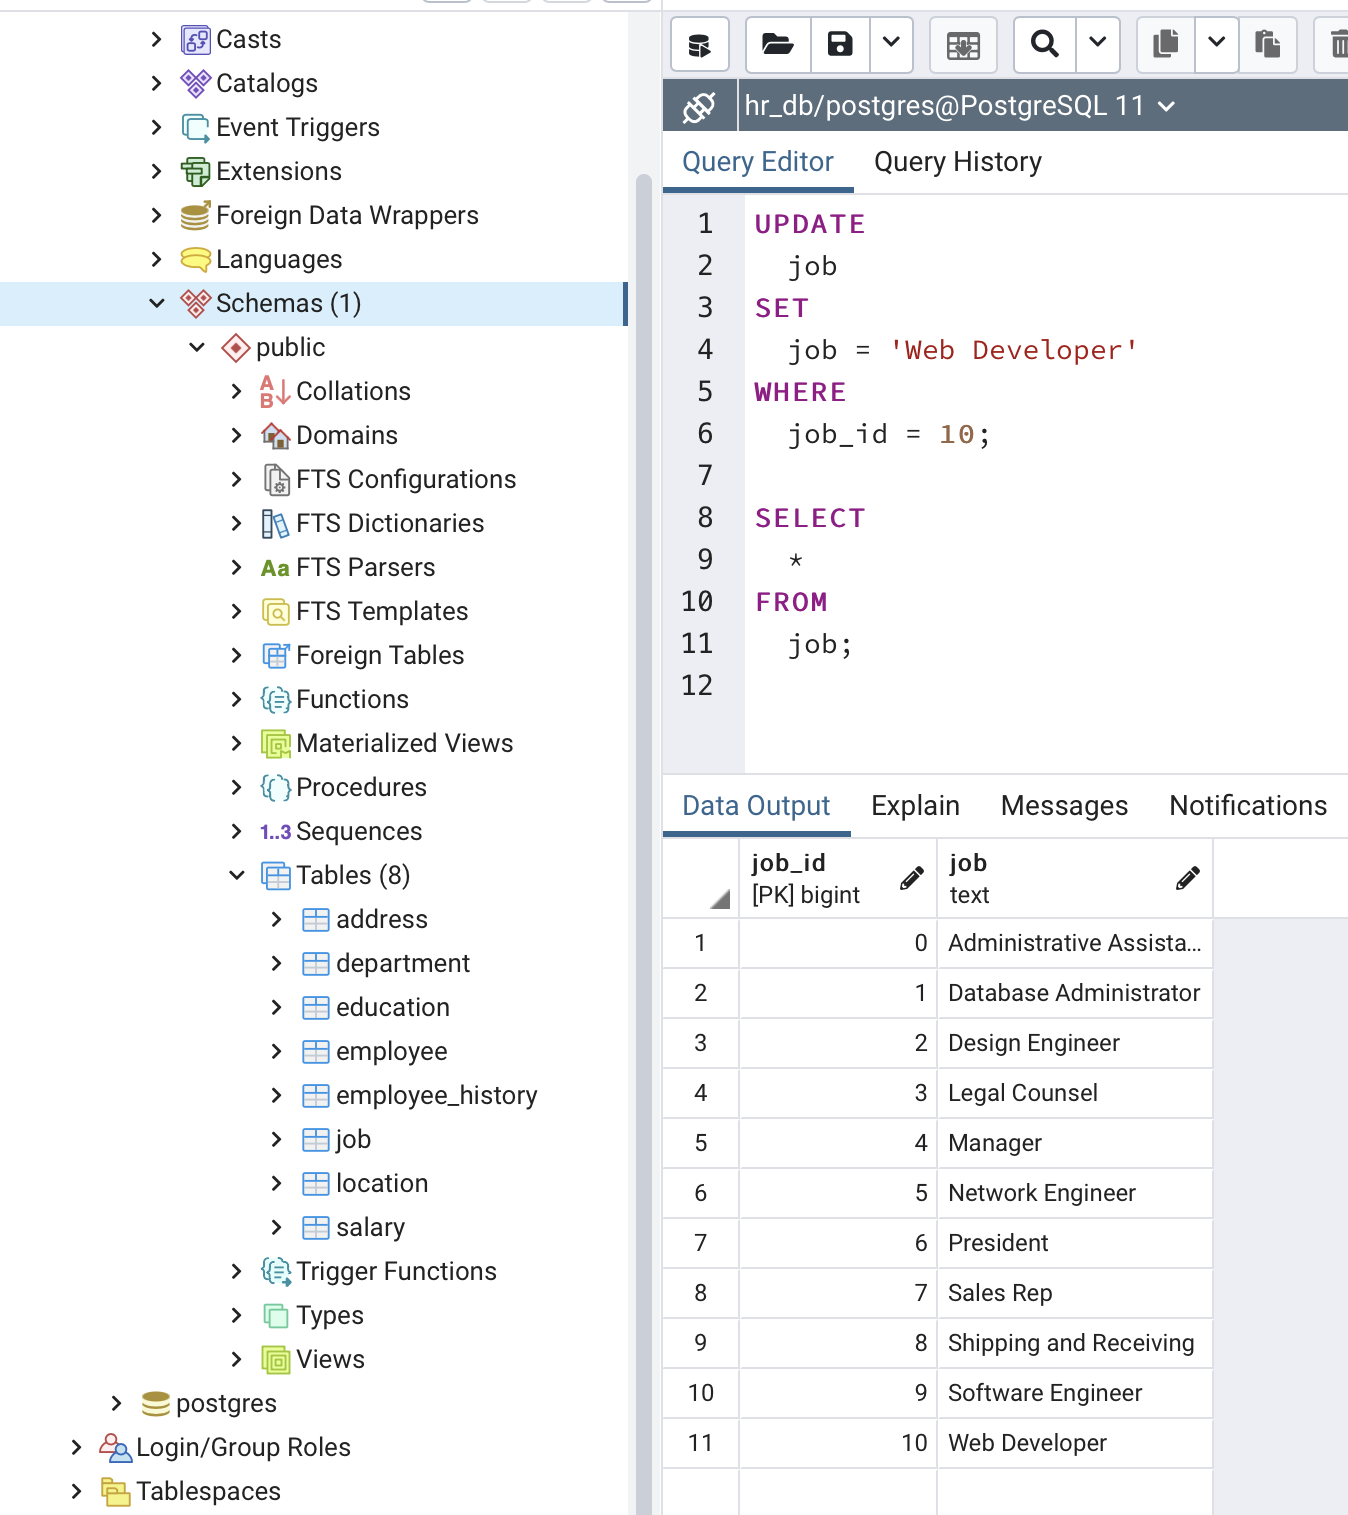 Casts
Catalogs
Event Triggers
Extensions
Foreign Data Wrappers
Languages
Schemas (1)
public
Collations
Domains
FTS Configurations
FTS Dictionaries
Aa FTS Parsers
FTS Templates
Foreign Tables
Functions
Materialized Views
Procedures
1..3 Sequences
Tables (8)
address
department
education
employee
employee_history
job
location
salary
Trigger Functions
Types
Views
postgres
Login/Group Roles
Tablespaces
hr_db/postgres@PostgreSQL 11
Query Editor Query History
1 UPDATE
2 job
3 SET
4 job = 'Web Developer'
5 WHERE
6 job_id = 10;
7
8 SELECT
9 *
10 FROM
11 job;
12
Data Output Explain Messages Notifications
job_id job
[PK] bigint text
1 0 Administrative Assista...
2 1 Database Administrator
3 2 Design Engineer
4 3 Legal Counsel
5 4 Manager
6 5 Network Engineer
7 6 President
8 7 Sales Rep
9 8 Shipping and Receiving
10 9 Software Engineer
11 10 Web Developer